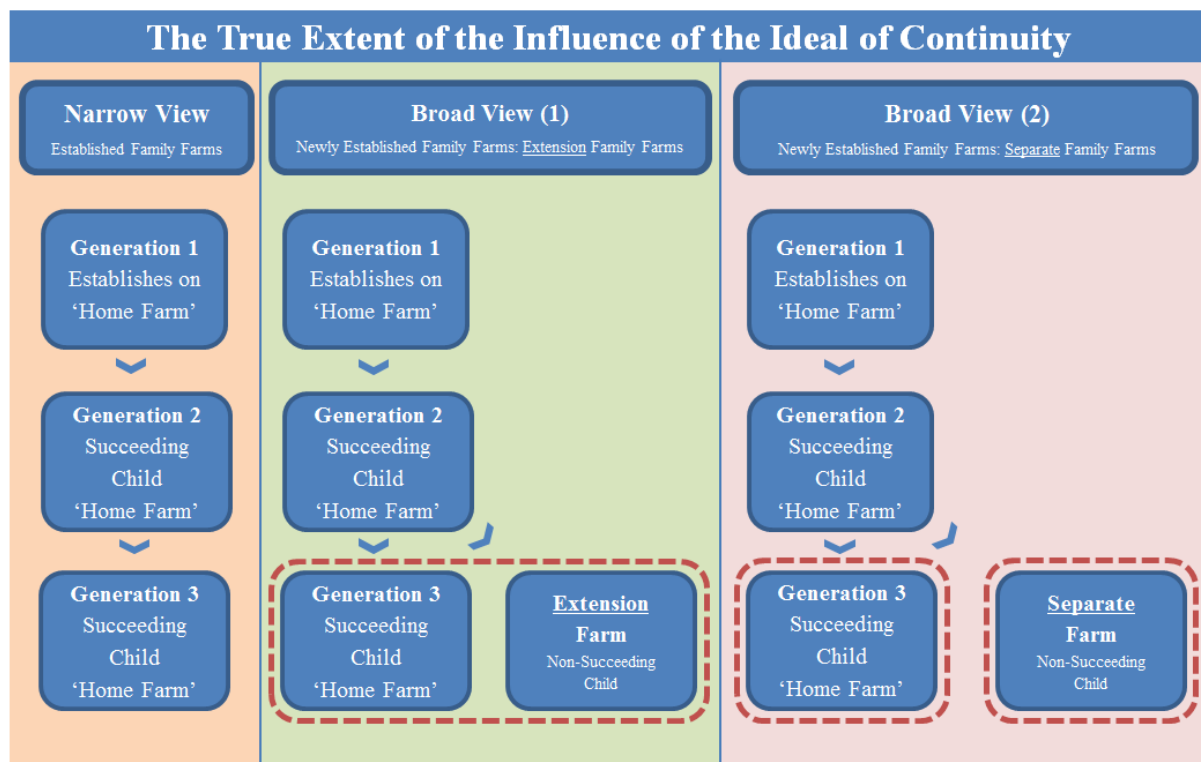 The True Extent of the Influence of the Ideal of Continuity
Narrow View
Established Family Farms
Generation 1
Establishes on
‘Home Farm’
Generation 2
Succeeding
Child
‘Home Farm’
Generation 3
Succeeding
Child
‘Home Farm’
Broad View (1)
Newly Established Family Farms: Extension Family Farms
Generation 1
Establishes on
‘Home Farm’
Generation 2
Succeeding
Child
‘Home Farm’
Generation 3
Succeeding
Child
‘Home Farm’
Extension
Farm
Non-Succeeding
Child
Broad View (2)
Newly Established Family Farms: Separate Family Farms
Generation 1
Establishes on
‘Home Farm’
Generation 2
Succeeding
Child
‘Home Farm’
Generation 3
Succeeding
Child
‘Home Farm’
Separate
Farm
Non-Succeeding
Child